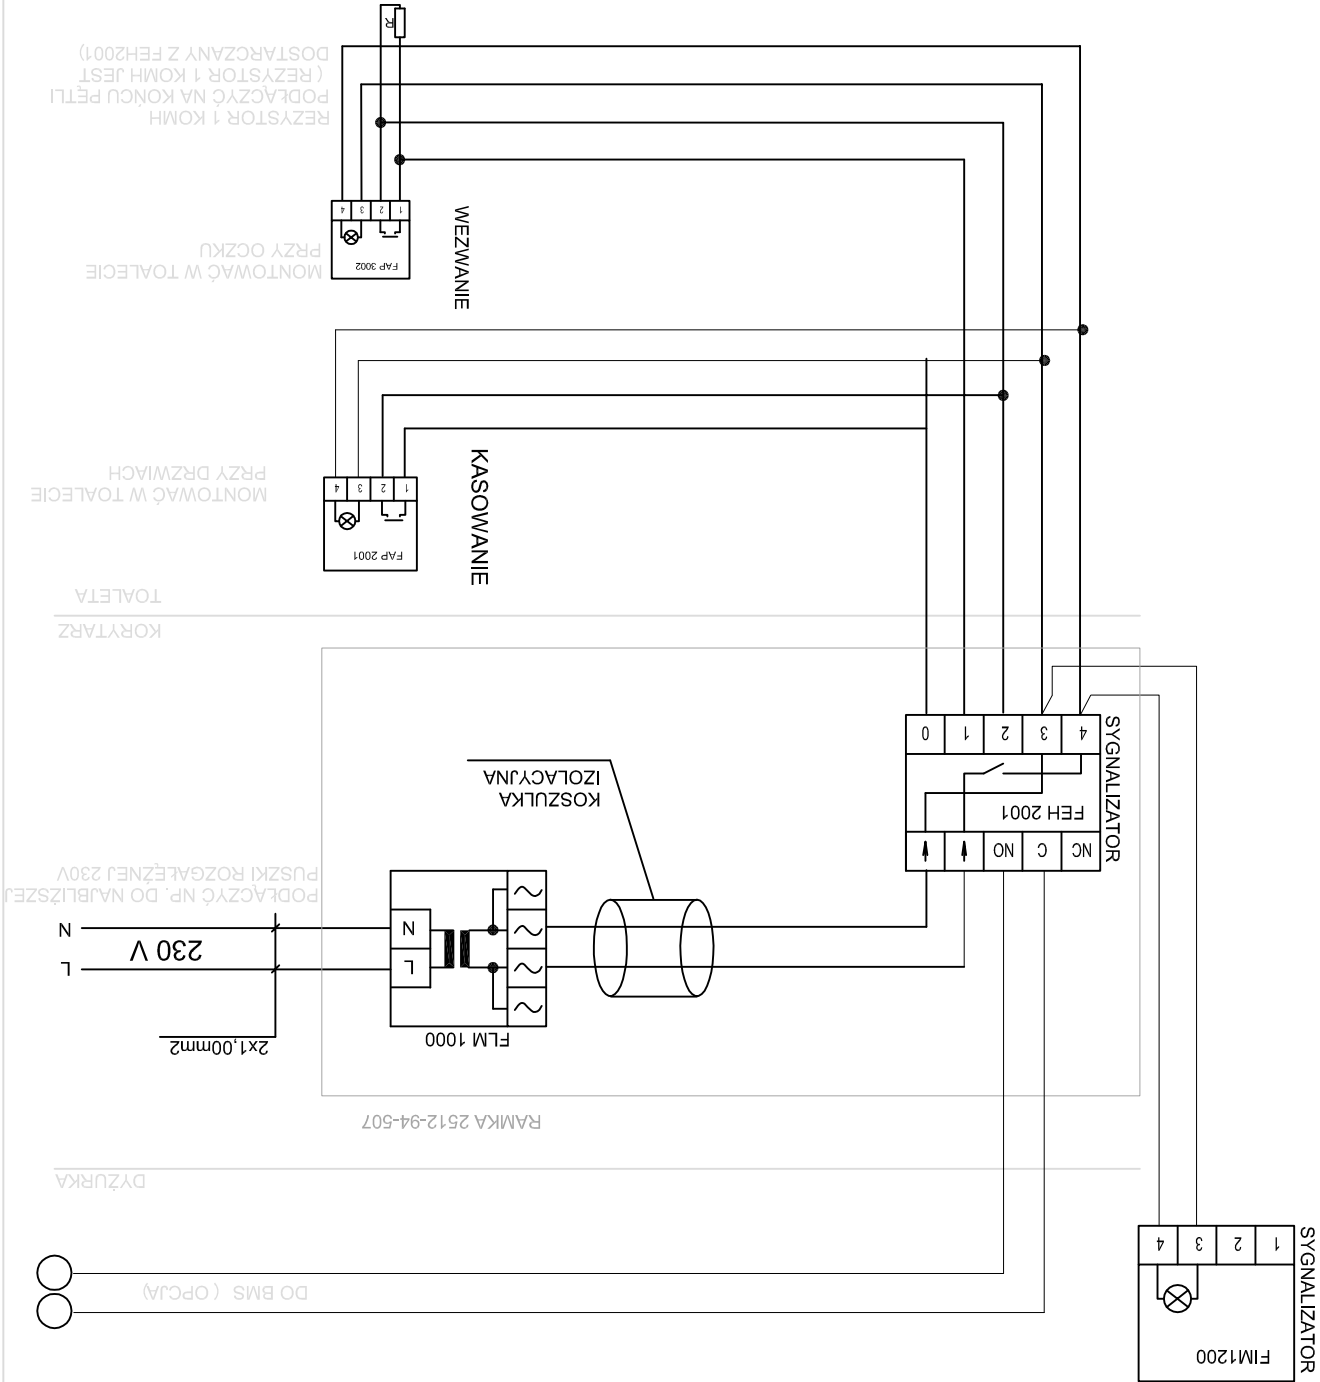 SYGNALIZATOR
FIM1200
1 2 3 4
DO BMS ( OPCJA)
DYŻURKA
RAMKA 2512-94-507
FLM 1000
2x1,00mm2
L
L
230 V
N
N
PODŁĄCZYĆ NP. DO NAJBLIŻSZEJ
PUSZKI ROZGAŁĘŹNEJ 230V
SYGNALIZATOR
NC C NO
FEH 2001
4 3 2 1 0
KOSZULKA
IZOLACYJNA
KORYTARZ
TOALETA
KASOWANIE
FAP 2001
1 2 3 4
MONTOWAĆ W TOALECIE
PRZY DRZWIACH
WEZWANIE
FAP 3002
1 2 3 4
MONTOWAĆ W TOALECIE
PRZY OCZKU
REZYSTOR 1 KOMH
PODŁĄCZYĆ NA KOŃCU PĘTLI
( REZYSTOR 1 KOMH JEST
DOSTARCZANY Z FEH2001)
R